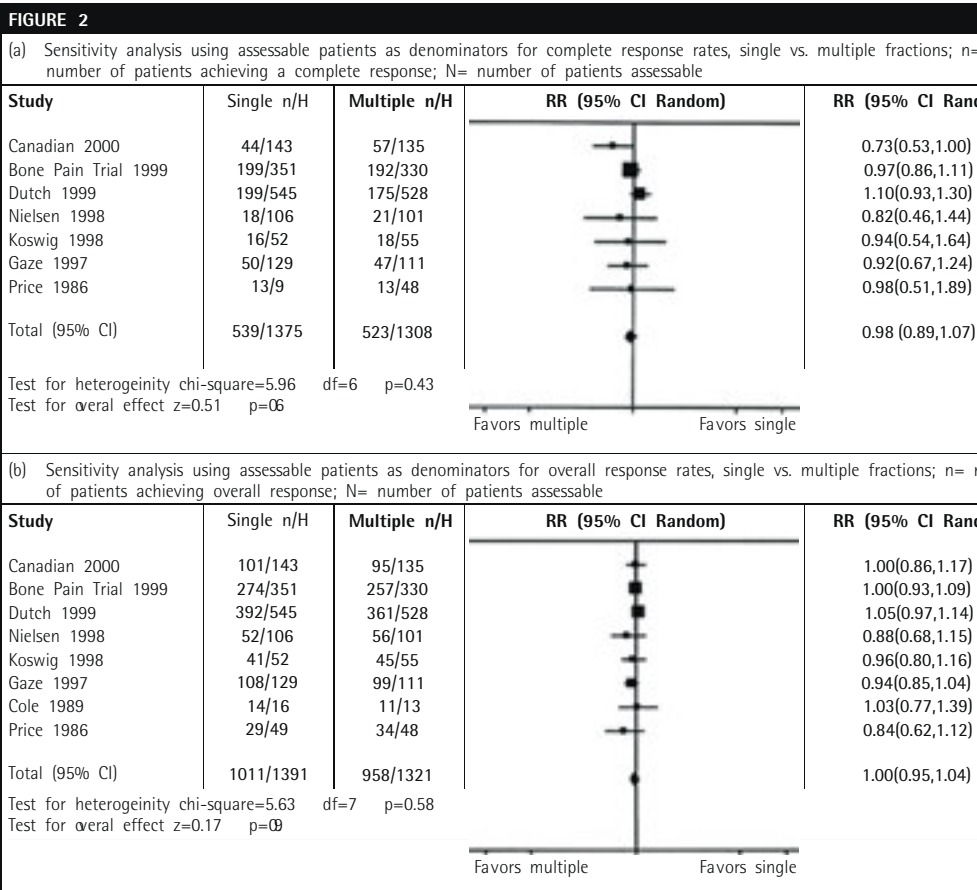 FIGURE 2
(a) Sensitivity analysis using assessable patients as denominators for complete response rates, single vs. multiple fractions; n=
number of patients achieving a complete response; N= number of patients assessable
Study Single n/H Multiple n/H RR (95% CI Random) RR (95% CI Rand
Canadian 2000 44/143 57/135 0.73(0.53,1.00)
Bone Pain Trial 1999 199/351 192/330 0.97(0.86,1.11)
Dutch 1999 199/545 175/528 1.10(0.93,1.30)
Nielsen 1998 18/106 21/101 0.82(0.46,1.44)
Koswig 1998 16/52 18/55 0.94(0.54,1.64)
Gaze 1997 50/129 47/111 0.92(0.67,1.24)
Price 1986 13/9 13/48 0.98(0.51,1.89)
Total (95% CI) 539/1375 523/1308 0.98 (0.89,1.07)
Test for heterogeinity chi-square=5.96 df=6 p=0.43
Test for overal effect z=0.51 p=06
Favors multiple Favors single
(b) Sensitivity analysis using assessable patients as denominators for overall response rates, single vs. multiple fractions; n=
of patients achieving overall response; N= number of patients assessable
Study Single n/H Multiple n/H RR (95% CI Random) RR (95% CI Rand
Canadian 2000 101/143 95/135 1.00(0.86,1.17)
Bone Pain Trial 1999 274/351 257/330 1.00(0.93,1.09)
Dutch 1999 392/545 361/528 1.05(0.97,1.14)
Nielsen 1998 52/106 56/101 0.88(0.68,1.15)
Koswig 1998 41/52 45/55 0.96(0.80,1.16)
Gaze 1997 108/129 99/111 0.94(0.85,1.04)
Cole 1989 14/16 11/13 1.03(0.77,1.39)
Price 1986 29/49 34/48 0.84(0.62,1.12)
Total (95% CI) 1011/1391 958/1321 1.00(0.95,1.04)
Test for heterogeinity chi-square=5.63 df=7 p=0.58
Test for overal effect z=0.17 p=09
Favors multiple Favors single